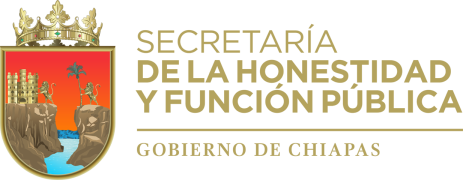 SECRETARÍA
DE LA HONESTIDAD
Y FUNCIÓN PÚBLICA
GOBIERNO DE CHIAPAS